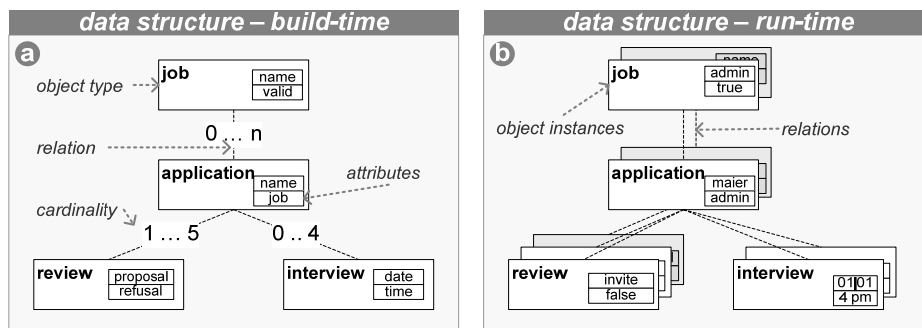 data structure – build-time
a
job
name
valid
object type
0 ... n
relation
application
name
job
attributes
cardinality
1 ... 5
0 .. 4
review
proposal
refusal
interview
date
time
data structure – run-time
b
name
job
admin
true
object instances
relations
application
maier
admin
review
invite
false
interview
01 01
4 pm